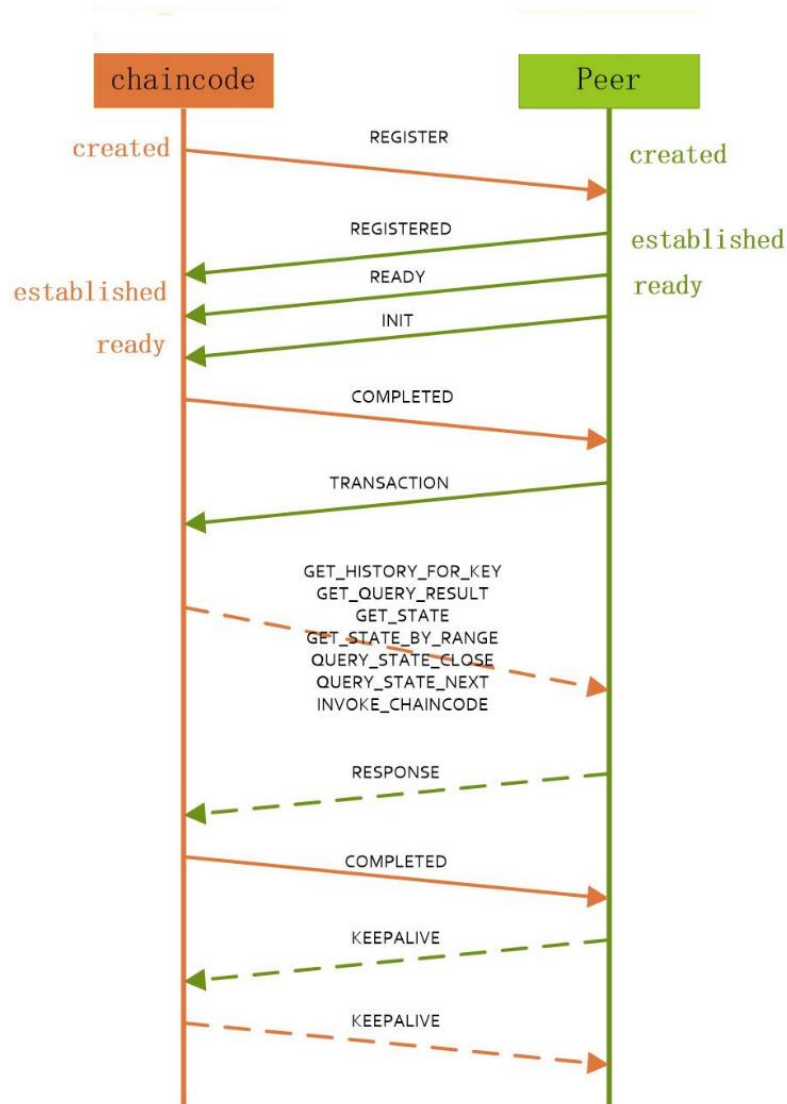 chaincode
Peer
REGISTER
created
created
REGISTERED
established
READY
established
ready
INIT
ready
COMPLETED
TRANSACTION
GET_HISTORY_FOR_KEY
GET_QUERY_RESULT
GET_STATE
GET_STATE_BY_RANGE
QUERY_STATE_CLOSE
QUERY_STATE_NEXT
INVOKE_CHAINCODE
RESPONSE
COMPLETED
KEEPALIVE
KEEPALIVE